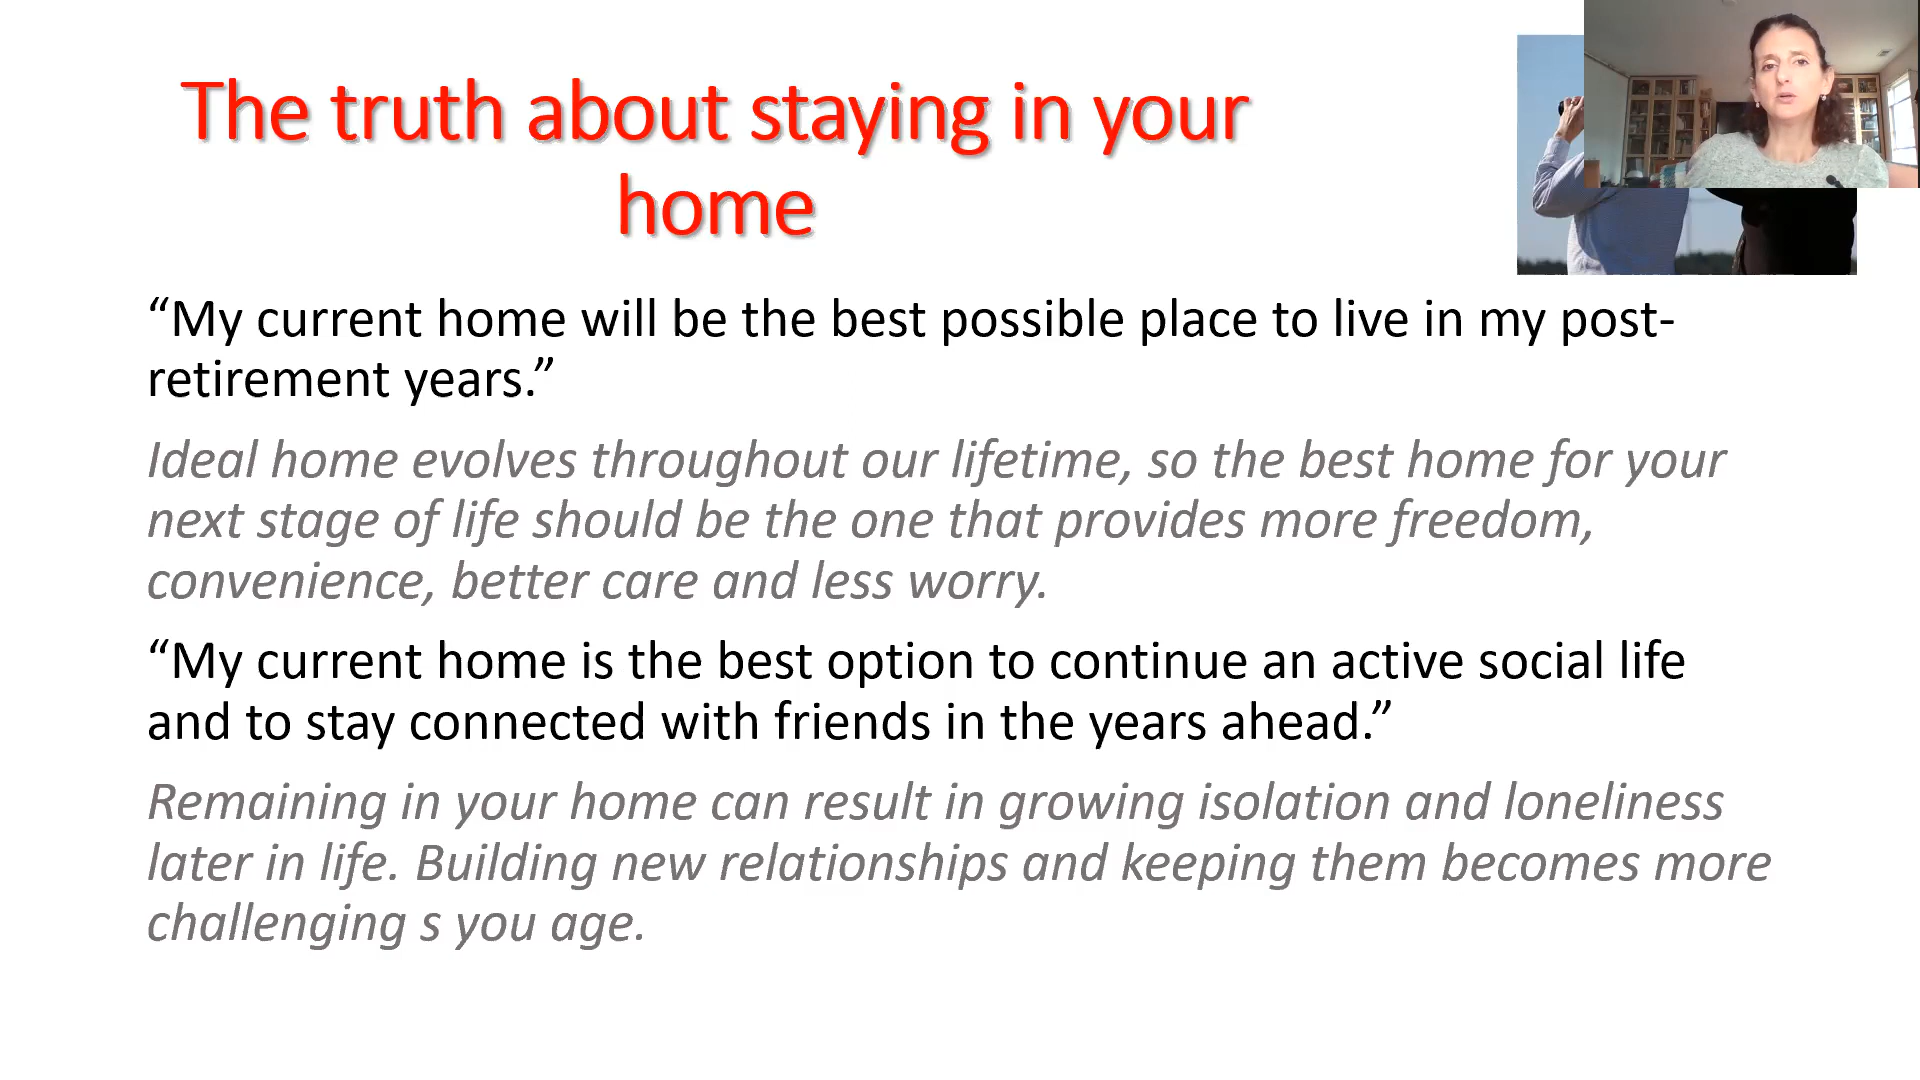 The truth about staying in your
home
“My current home will be the best possible place to live in my post-
retirement years.”
Ideal home evolves throughout our lifetime, so the best home for your
next stage of life should be the one that provides more freedom,
convenience, better care and less worry.
“My current home is the best option to continue an active social life
and to stay connected with friends in the years ahead.”
Remaining in your home can result in growing isolation and loneliness
later in life. Building new relationships and keeping them becomes more
challenging s you age.